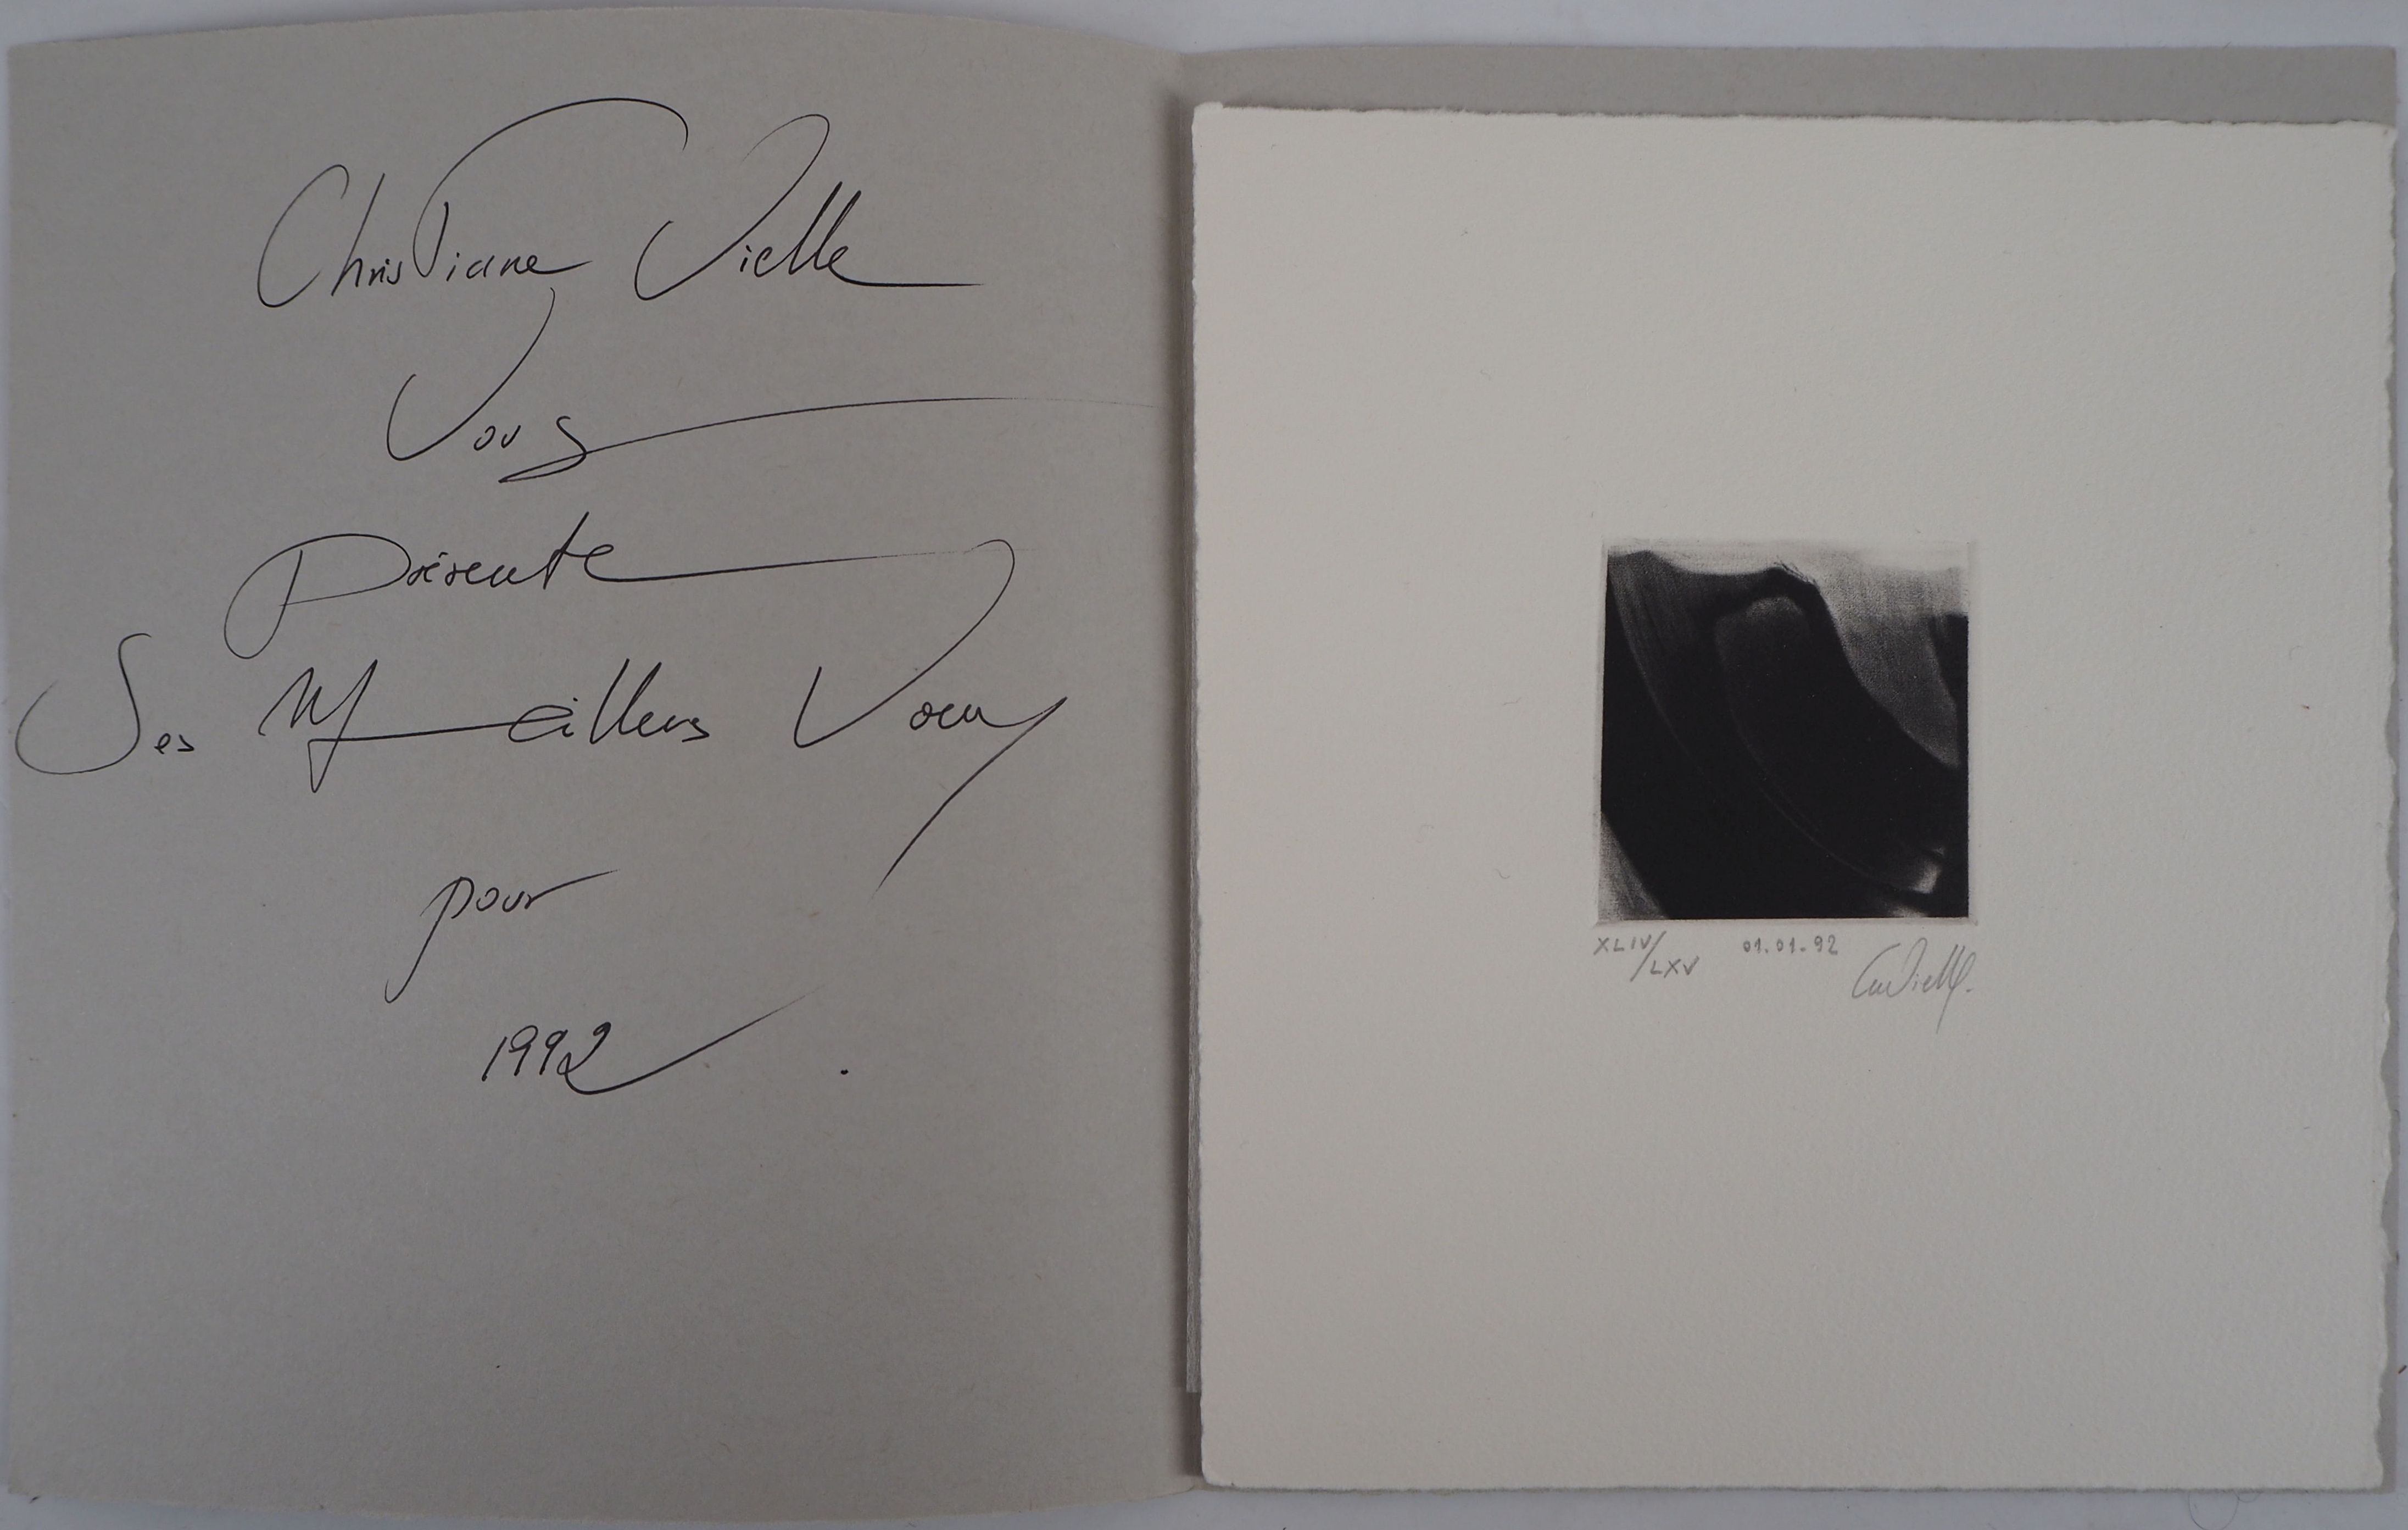 Christiane Vielle
Vous
Présente
Ses Meilleurs Voeux
pour
1992.
XLIV/
LXV
01.01.92